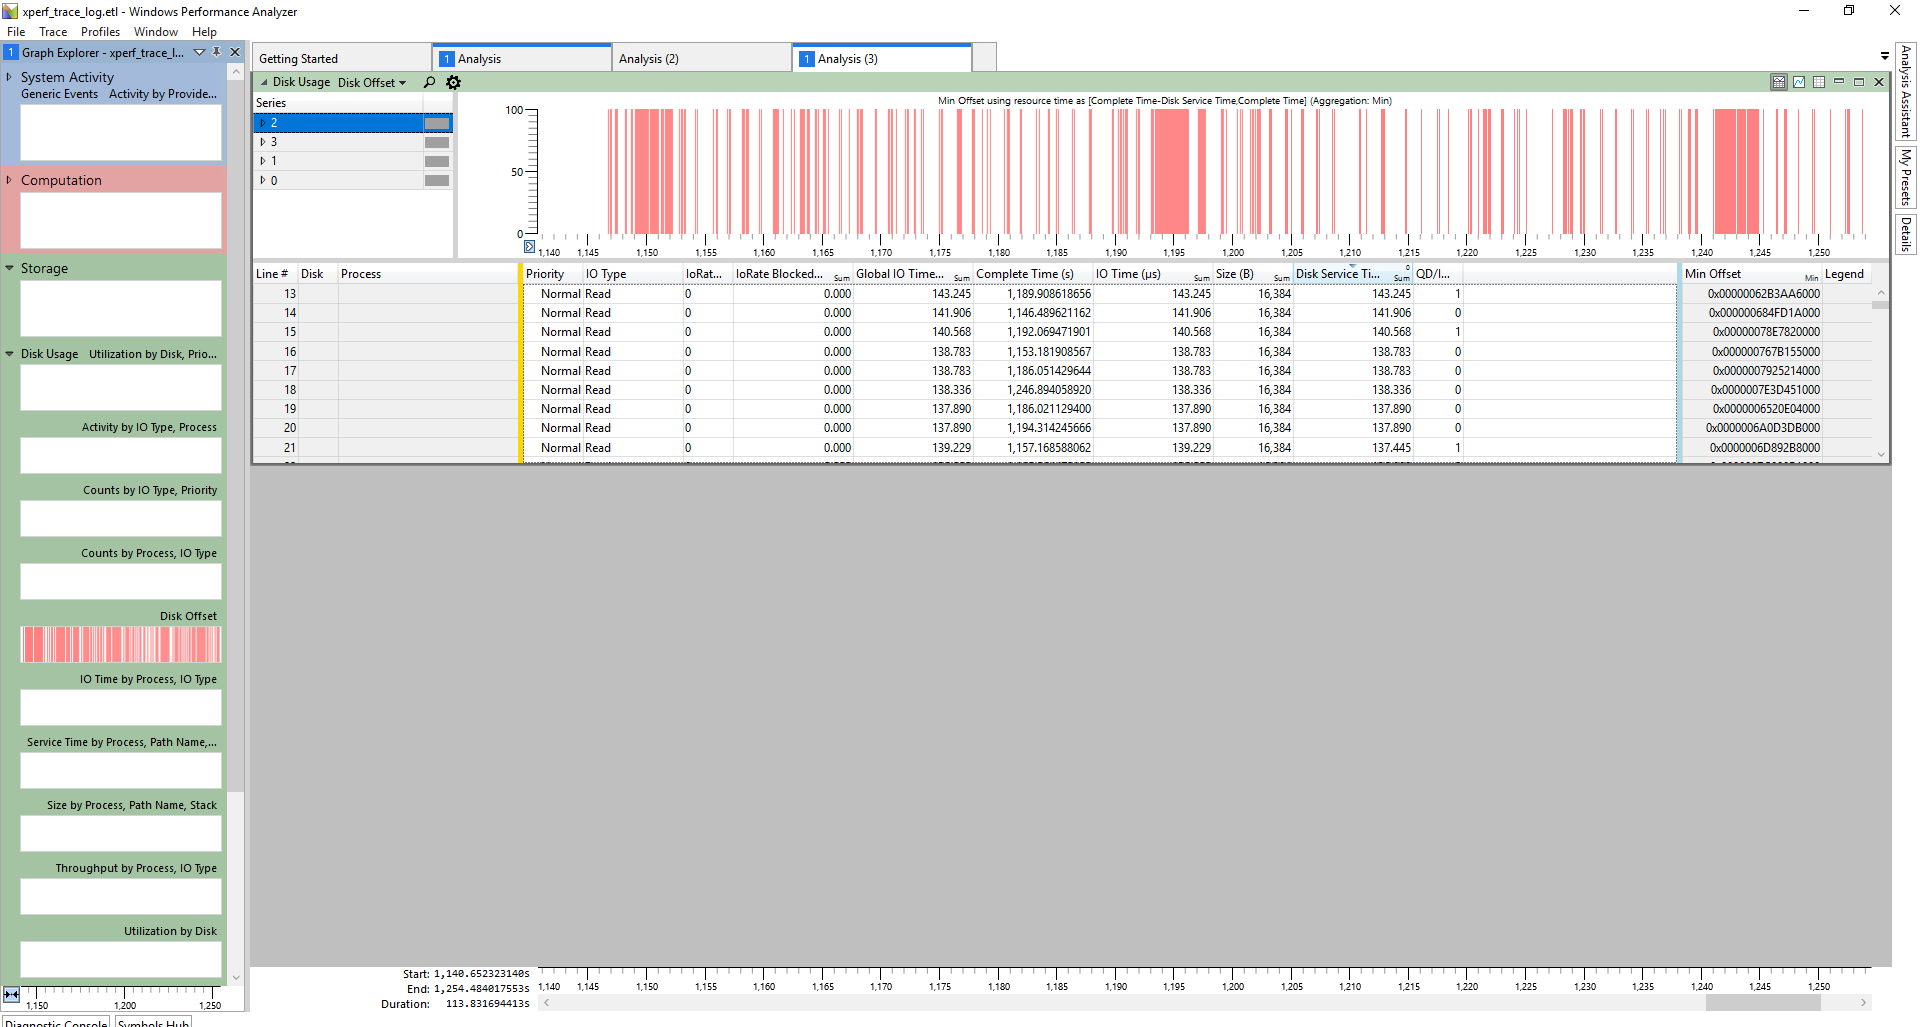 xperf_trace_log.etl - Windows Performance Analyzer
File Trace Profiles Window Help
1 Graph Explorer - xperf_trace_l...
System Activity
Generic Events Activity by Provide...
Computation
Storage
Disk Usage Utilization by Disk, Prio...
Activity by IO Type, Process
Counts by IO Type, Priority
Counts by Process, IO Type
Disk Offset
IO Time by Process, IO Type
Service Time by Process, Path Name,...
Size by Process, Path Name, Stack
Throughput by Process, IO Type
Utilization by Disk
1,150 1,200 1,250
Diagnostic Console Symbols Hub
Getting Started 1 Analysis Analysis (2) 1 Analysis (3)
Disk Usage Disk Offset
Series
2
3
1
0
Min Offset using resource time as [Complete Time-Disk Service Time,Complete Time] (Aggregation: Min)
100
50
0
1,140 1,145 1,150 1,155 1,160 1,165 1,170 1,175 1,180 1,185 1,190 1,195 1,200 1,205 1,210 1,215 1,220 1,225 1,230 1,235 1,240 1,245 1,250
Line # Disk Process Priority IO Type IoRat... IoRate Blocked... Sum Global IO Time... Sum Complete Time (s) IO Time (µs) Sum Size (B) Sum Disk Service Ti... 0 Sum QD/I... Min Offset Min Legend
13 Normal Read 0 0.000 143.245 1,189.908618656 143.245 16,384 143.245 1 0x00000062B3AA6000
14 Normal Read 0 0.000 141.906 1,146.489621162 141.906 16,384 141.906 0 0x000000684FD1A000
15 Normal Read 0 0.000 140.568 1,192.069471901 140.568 16,384 140.568 1 0x00000078E7820000
16 Normal Read 0 0.000 138.783 1,153.181908567 138.783 16,384 138.783 0 0x000000767B155000
17 Normal Read 0 0.000 138.783 1,186.051429644 138.783 16,384 138.783 0 0x0000007925214000
18 Normal Read 0 0.000 138.336 1,246.894058920 138.336 16,384 138.336 0 0x0000007E3D451000
19 Normal Read 0 0.000 137.890 1,186.021129400 137.890 16,384 137.890 0 0x0000006520E04000
20 Normal Read 0 0.000 137.890 1,194.314245666 137.890 16,384 137.890 0 0x0000006A0D3DB000
21 Normal Read 0 0.000 139.229 1,157.168588062 139.229 16,384 137.445 1 0x0000006D892B8000
Start: 1,140.652323140s
End: 1,254.484017553s
Duration: 113.831694413s
1,140 1,145 1,150 1,155 1,160 1,165 1,170 1,175 1,180 1,185 1,190 1,195 1,200 1,205 1,210 1,215 1,220 1,225 1,230 1,235 1,240 1,245 1,250
Analysis Assistant
My Presets
Details